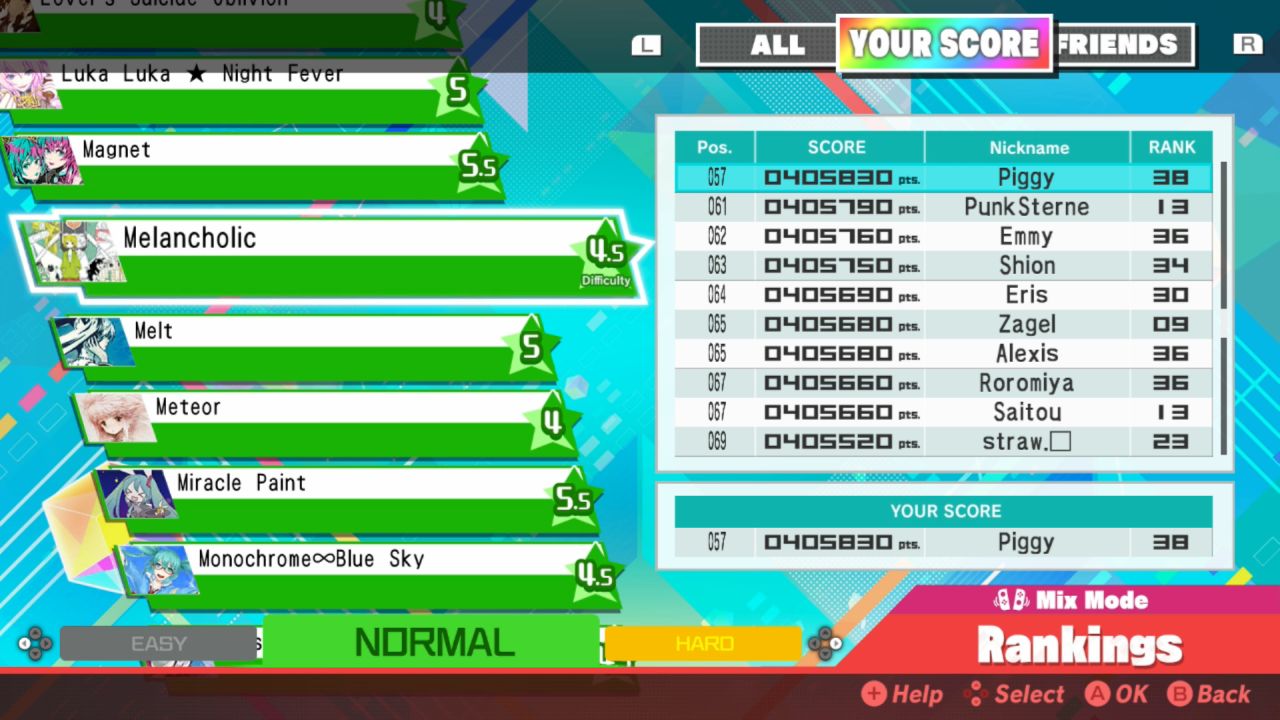 Lover's Suicide Oblivion
4
Luka Luka ★ Night Fever
5
Magnet
5.5
Melancholic
4.5
Difficulty
Melt
5
Meteor
4
Miracle Paint
5.5
Monochrome∞Blue Sky
4.5
EASY
NORMAL
HARD
L ALL YOUR SCORE FRIENDS R
Pos. SCORE Nickname RANK
057 0405830 pts. Piggy 38
061 0405790 pts. PunkSterne 13
062 0405760 pts. Emmy 36
063 0405750 pts. Shion 34
064 0405690 pts. Eris 30
065 0405680 pts. Zagel 09
065 0405680 pts. Alexis 36
067 0405660 pts. Roromiya 36
067 0405660 pts. Saitou 13
069 0405520 pts. straw.□ 23
YOUR SCORE
057 0405830 pts. Piggy 38
Mix Mode
Rankings
+ Help Select A OK B Back